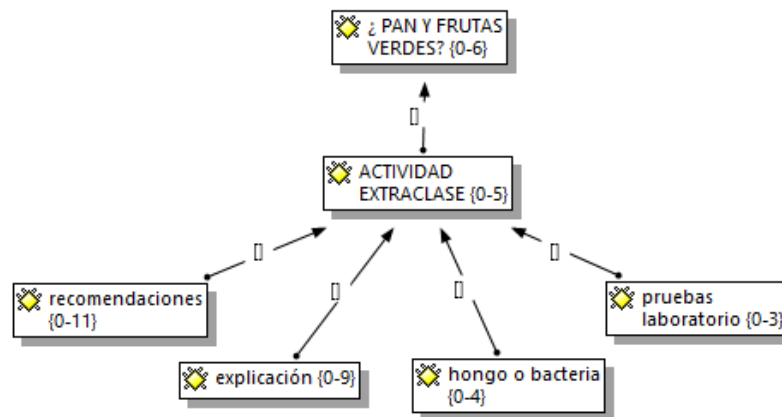 ¿ PAN Y FRUTAS
VERDES? {0-6}
[]
ACTIVIDAD
EXTRACLASE {0-5}
[]
[]
[]
[]
recomendaciones
{0-11}
pruebas
laboratorio {0-3}
explicación {0-9}
hongo o bacteria
{0-4}